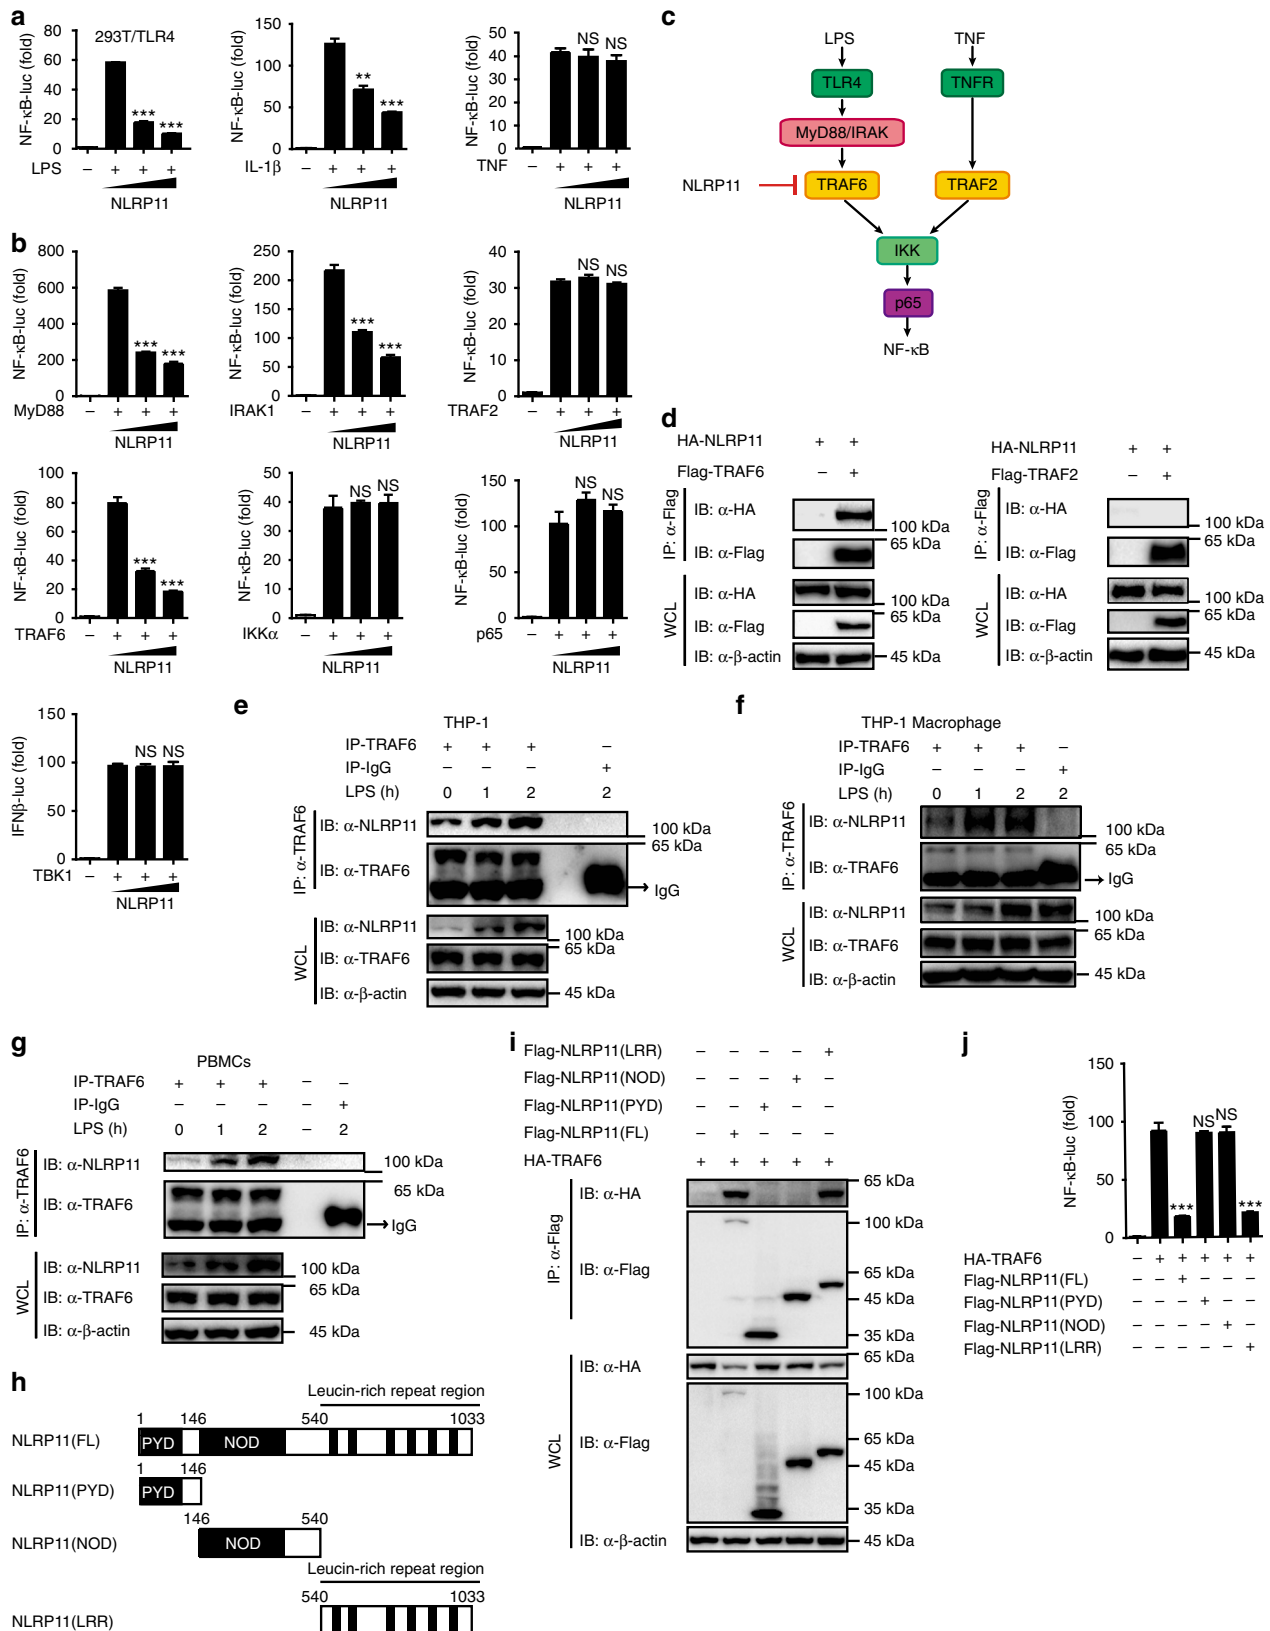 a
293T/TLR4
NF-κB-luc (fold)
80
60
40
20
0
*** ***
LPS – + + +
NLRP11
NF-κB-luc (fold)
150
100
50
0
** ***
IL-1β – + + +
NLRP11
NF-κB-luc (fold)
50
40
30
20
10
0
NS NS
TNF – + + +
NLRP11
b
NF-κB-luc (fold)
800
600
400
200
0
*** ***
MyD88 – + + +
NLRP11
NF-κB-luc (fold)
250
200
150
100
50
0
*** ***
IRAK1 – + + +
NLRP11
NF-κB-luc (fold)
40
30
20
10
0
NS NS
TRAF2 – + + +
NLRP11
NF-κB-luc (fold)
100
80
60
40
20
0
*** ***
TRAF6 – + + +
NLRP11
NF-κB-luc (fold)
50
40
30
20
10
0
NS NS
IKKα – + + +
NLRP11
NF-κB-luc (fold)
150
100
50
0
NS NS
p65 – + + +
NLRP11
IFNβ-luc (fold)
150
100
50
0
NS NS
TBK1 – + + +
NLRP11
c
LPS TNF
TLR4 TNFR
MyD88/IRAK
NLRP11 TRAF6 TRAF2
IKK
p65
NF-κB
d
HA-NLRP11 + +
Flag-TRAF6 – +
IP: α-Flag
IB: α-HA
100 kDa
65 kDa
IB: α-Flag
WCL
IB: α-HA
100 kDa
65 kDa
IB: α-Flag
IB: α-β-actin 45 kDa
HA-NLRP11 + +
Flag-TRAF2 – +
IP: α-Flag
IB: α-HA
100 kDa
65 kDa
IB: α-Flag
WCL
IB: α-HA
100 kDa
65 kDa
IB: α-Flag
IB: α-β-actin 45 kDa
e
THP-1
IP-TRAF6 + + + –
IP-IgG – – – +
LPS (h) 0 1 2 2
IP: α-TRAF6
IB: α-NLRP11
100 kDa
65 kDa
IB: α-TRAF6
IgG
WCL
IB: α-NLRP11
100 kDa
65 kDa
IB: α-TRAF6
IB: α-β-actin 45 kDa
f
THP-1 Macrophage
IP-TRAF6 + + + –
IP-IgG – – – +
LPS (h) 0 1 2 2
IP: α-TRAF6
IB: α-NLRP11
100 kDa
65 kDa
IB: α-TRAF6
IgG
WCL
IB: α-NLRP11
100 kDa
65 kDa
IB: α-TRAF6
IB: α-β-actin 45 kDa
g
PBMCs
IP-TRAF6 + + + – –
IP-IgG – – – – +
LPS (h) 0 1 2 – 2
IP: α-TRAF6
IB: α-NLRP11 100 kDa
65 kDa
IB: α-TRAF6
IgG
WCL
IB: α-NLRP11 100 kDa
65 kDa
IB: α-TRAF6
IB: α-β-actin 45 kDa
h
Leucin-rich repeat region
1 146 540 1033
NLRP11(FL) PYD NOD
1 146
NLRP11(PYD) PYD
146 540
NLRP11(NOD) NOD
Leucin-rich repeat region
540 1033
NLRP11(LRR)
i
Flag-NLRP11(LRR) – – – – +
Flag-NLRP11(NOD) – – – + –
Flag-NLRP11(PYD) – – + – –
Flag-NLRP11(FL) – + – – –
HA-TRAF6 + + + + +
IP: α-Flag
65 kDa
IB: α-HA
100 kDa
IB: α-Flag
65 kDa
45 kDa
35 kDa
WCL
65 kDa
IB: α-HA
100 kDa
IB: α-Flag
65 kDa
45 kDa
35 kDa
IB: α-β-actin 45 kDa
j
NF-κB-luc (fold)
150
100
50
0
*** NS NS ***
HA-TRAF6 – + + + + +
Flag-NLRP11(FL) – – + – – –
Flag-NLRP11(PYD) – – – + – –
Flag-NLRP11(NOD) – – – – + –
Flag-NLRP11(LRR) – – – – – +